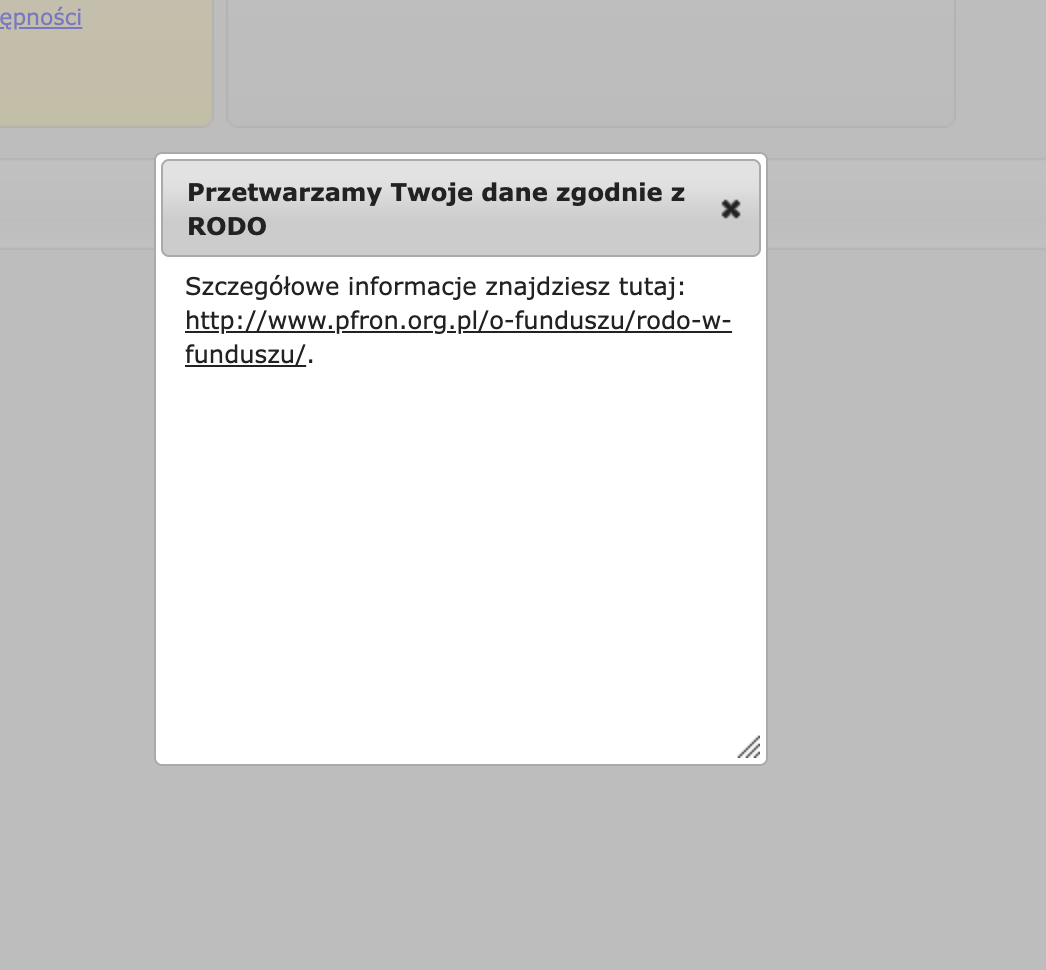 ępności
Przetwarzamy Twoje dane zgodnie z
RODO
Szczegółowe informacje znajdziesz tutaj:
http://www.pfron.org.pl/o-funduszu/rodo-w-
funduszu/.